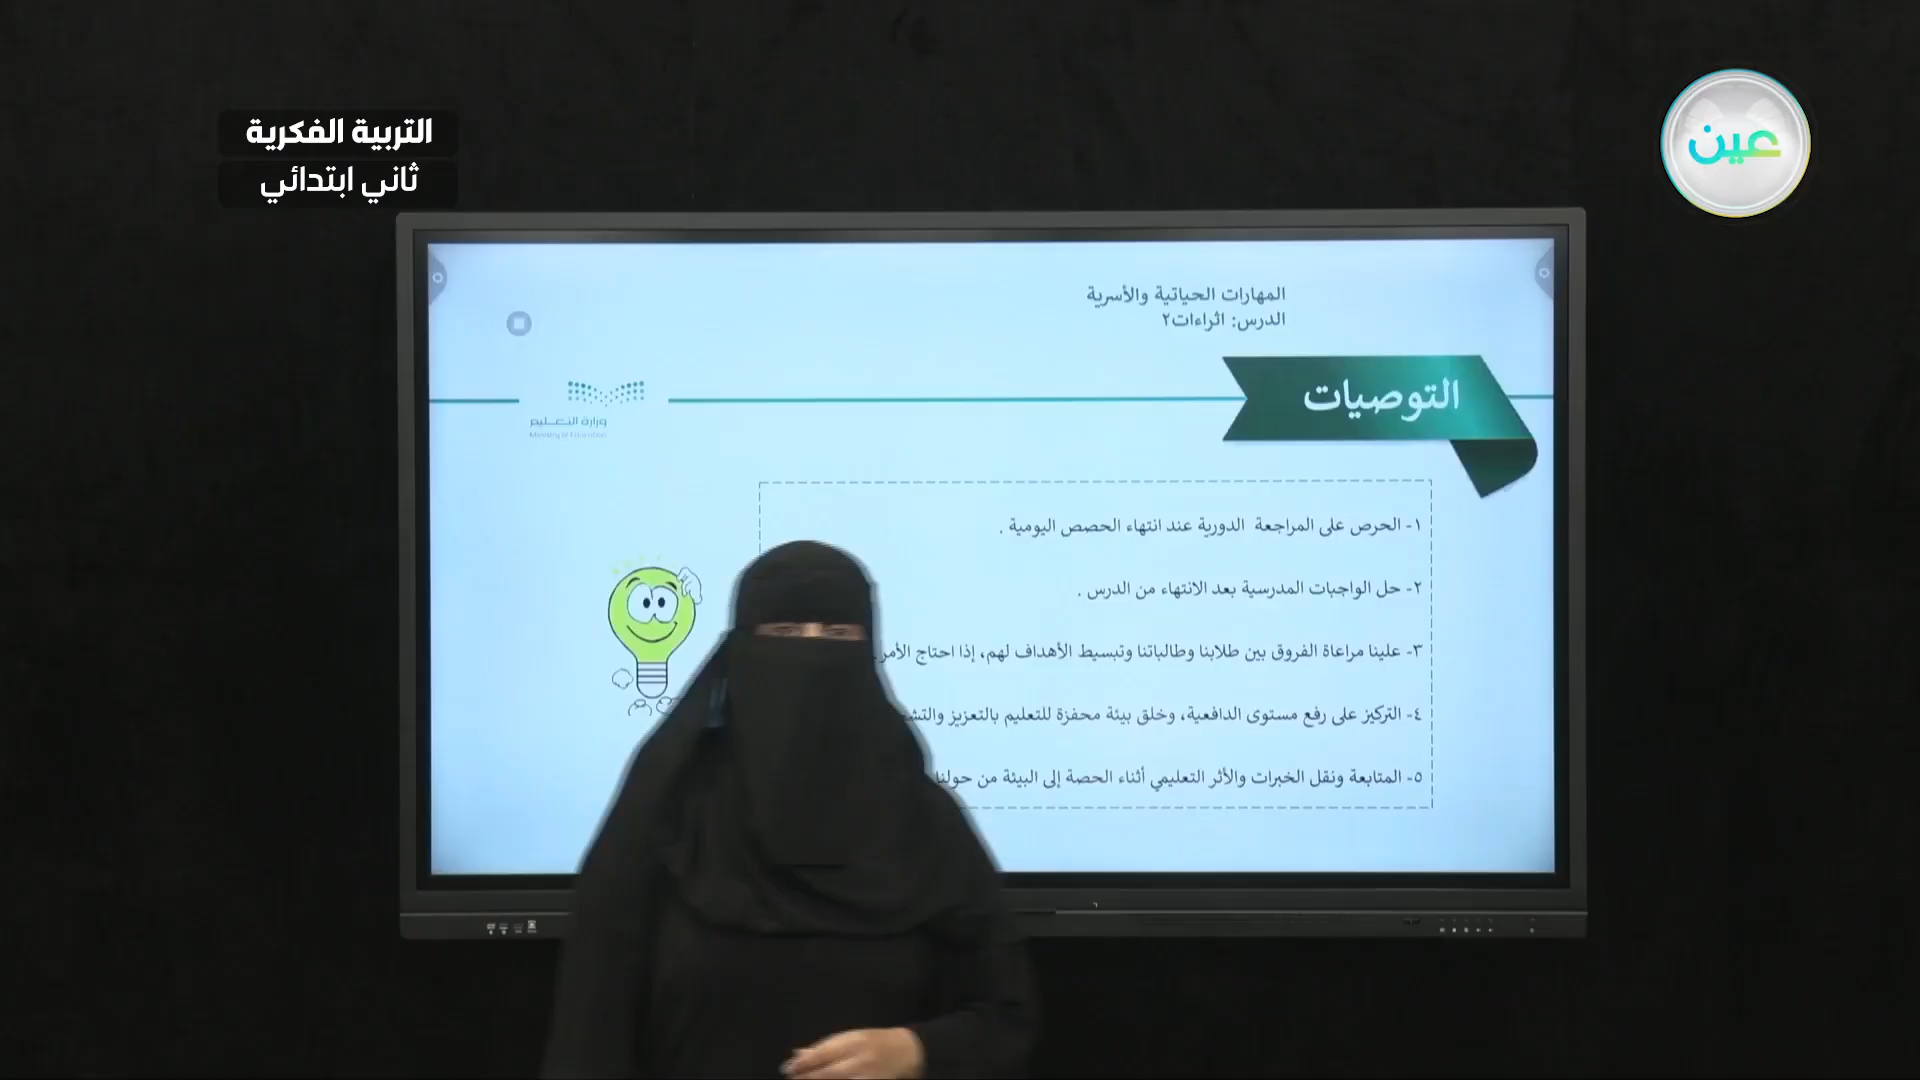 عين
التربية الفكرية
ثاني ابتدائي
المهارات الحياتية والأسرية
الدرس: اثراءات٢
التوصيات
وزارة التعليم
Ministry of Education
١- الحرص على المراجعة الدورية عند انتهاء الحصص اليومية .
٢- حل الواجبات المدرسية بعد الانتهاء من الدرس .
٣- علينا مراعاة الفروق بين طلابنا وطالباتنا وتبسيط الأهداف لهم، إذا احتاج الأمر.
٤- التركيز على رفع مستوى الدافعية، وخلق بيئة محفزة للتعليم بالتعزيز
٥- المتابعة ونقل الخبرات والأثر التعليمي أثناء الحصة إلى البيئة من حولنا